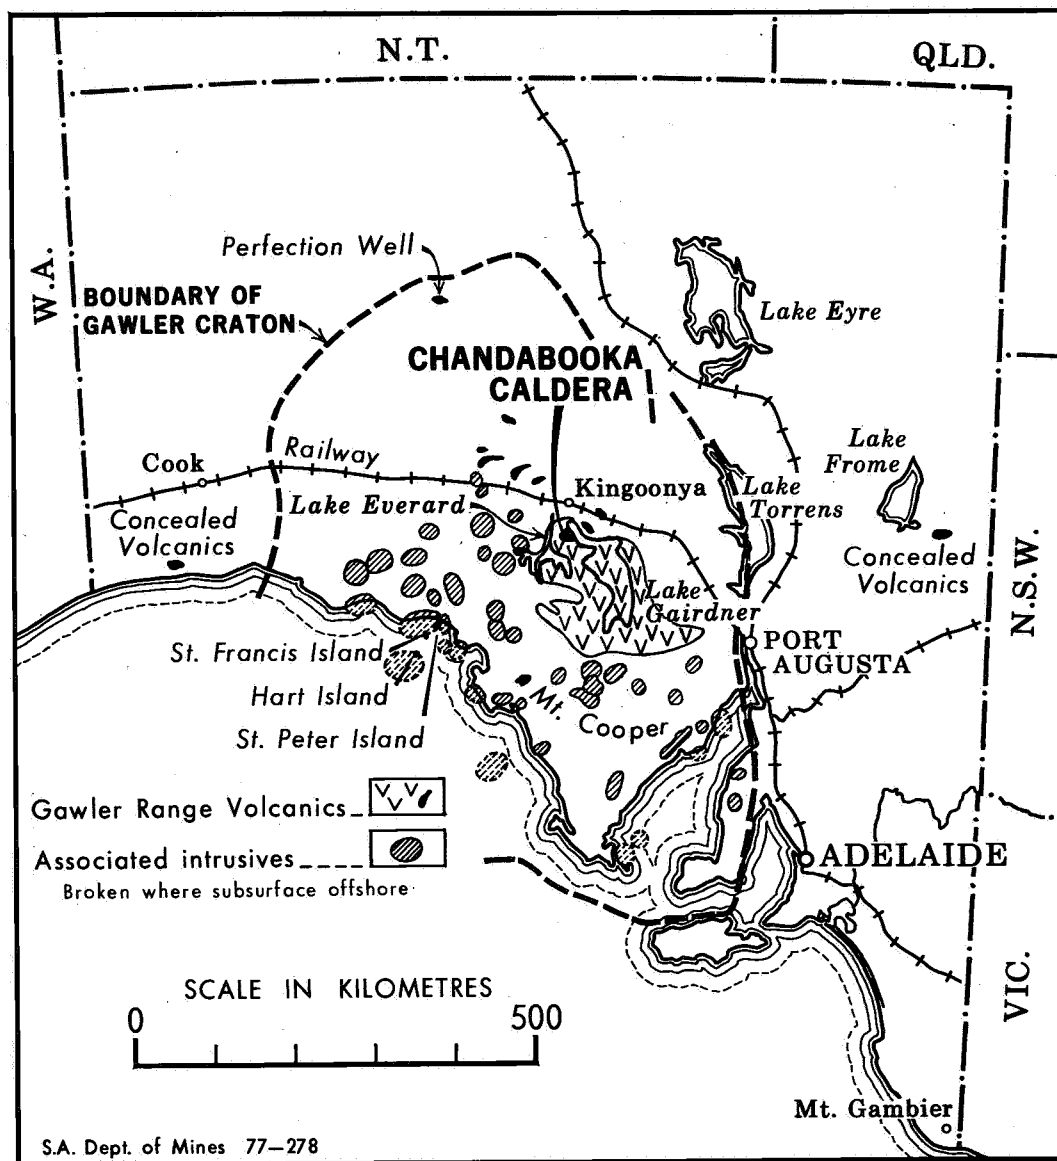 N.T.
QLD.
W.A.
Perfection Well
BOUNDARY OF
GAWLER CRATON
Lake Eyre
CHANDABOOKA
CALDERA
Lake
Frome
Railway
Cook
Kingoonya
Lake
Torrens
Lake Everard
Concealed
Volcanics
Concealed
Volcanics
N.S.W.
Lake
Gairdner
PORT
AUGUSTA
St. Francis Island
Hart Island
St. Peter Island
Mt. Cooper
Gawler Range Volcanics
Associated intrusives
Broken where subsurface offshore
ADELAIDE
VIC.
SCALE IN KILOMETRES
0 500
Mt. Gambier
S.A. Dept. of Mines 77–278